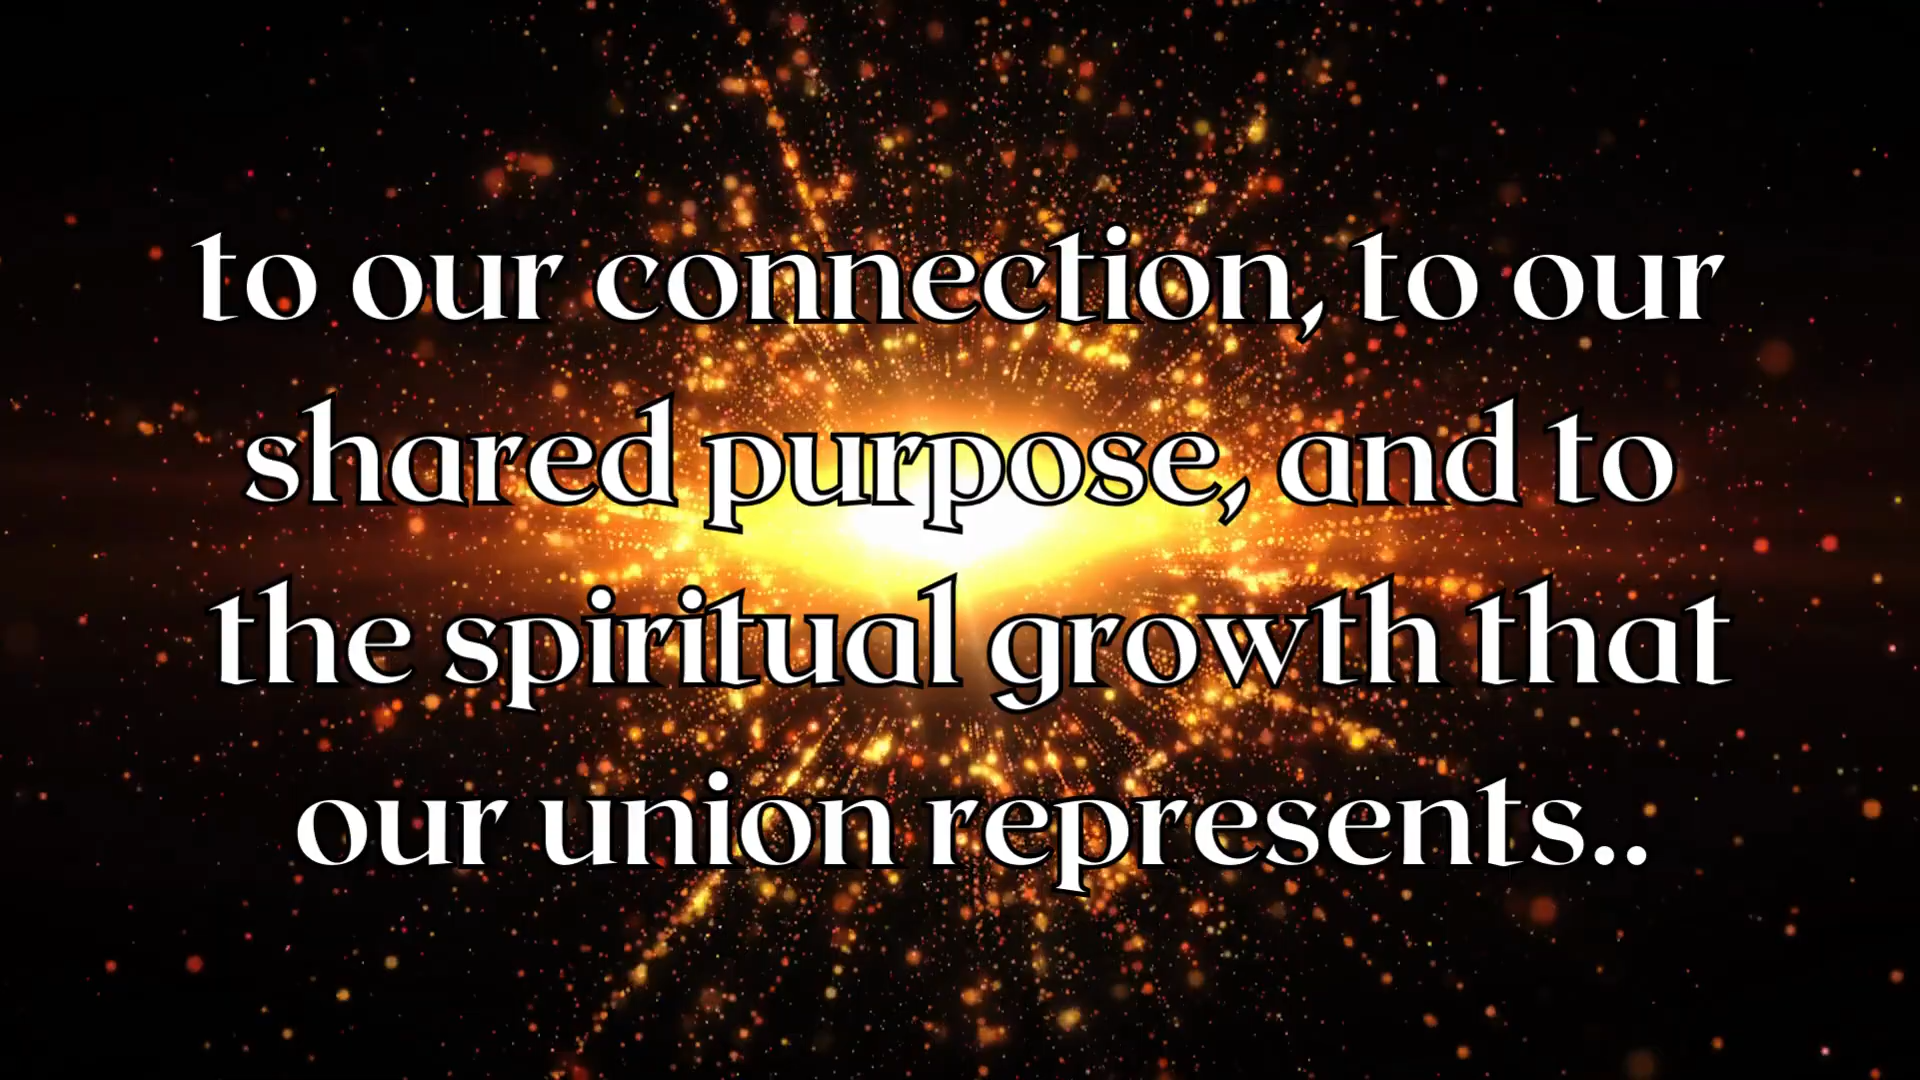 to our connection, to our
shared purpose, and to
the spiritual growth that
our union represents..